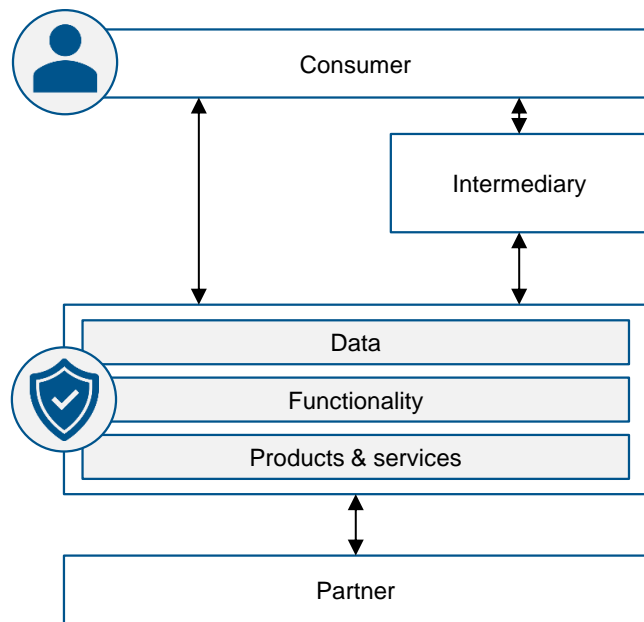 Consumer
Intermediary
Data
Functionality
Products & services
Partner